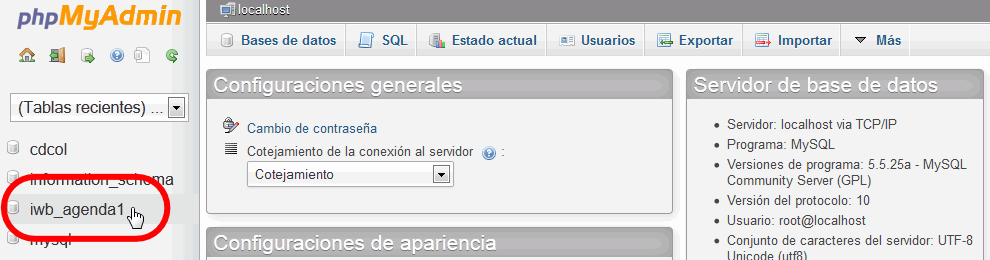 phpMyAdmin
(Tablas recientes) ...
cdcol
information_schema
iwb_agenda1
mysql
localhost
Bases de datos
SQL
Estado actual
Usuarios
Exportar
Importar
Más
Configuraciones generales
Cambio de contraseña
Cotejamiento de la conexión al servidor :
Cotejamiento
Configuraciones de apariencia
Servidor de base de datos
Servidor: localhost via TCP/IP
Programa: MySQL
Versiones de programa: 5.5.25a - MySQL
Community Server (GPL)
Versión del protocolo: 10
Usuario: root@localhost
Conjunto de caracteres del servidor: UTF-8
Unicode (utf8)